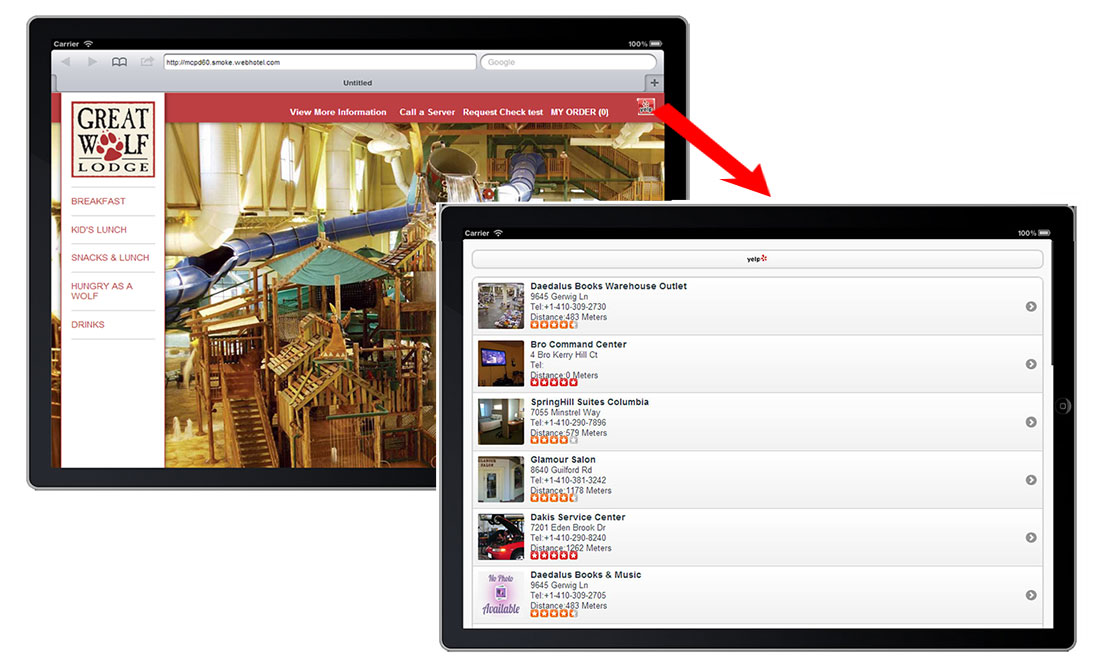 Carrier 100%
http://mcpd60.smoke.webhotel.com Google
Untitled
View More Information Call a Server Request Check test MY ORDER (0)
yelp
GREAT
WOLF
LODGE
BREAKFAST
KID'S LUNCH
SNACKS & LUNCH
HUNGRY AS A
WOLF
DRINKS
Carrier 100%
yelp
Daedalus Books Warehouse Outlet
9645 Gerwig Ln
Tel:+1-410-309-2730
Distance:483 Meters
Bro Command Center
4 Bro Kerry Hill Ct
Tel:
Distance:0 Meters
SpringHill Suites Columbia
7055 Minstrel Way
Tel:+1-410-290-7896
Distance:579 Meters
GLAMOUR
SALON
Glamour Salon
8640 Guilford Rd
Tel:+1-410-381-3242
Distance:1178 Meters
Dakis Service Center
7201 Eden Brook Dr
Tel:+1-410-290-8240
Distance:1262 Meters
No Photo
Available
Daedalus Books & Music
9645 Gerwig Ln
Tel:+1-410-309-2705
Distance:483 Meters